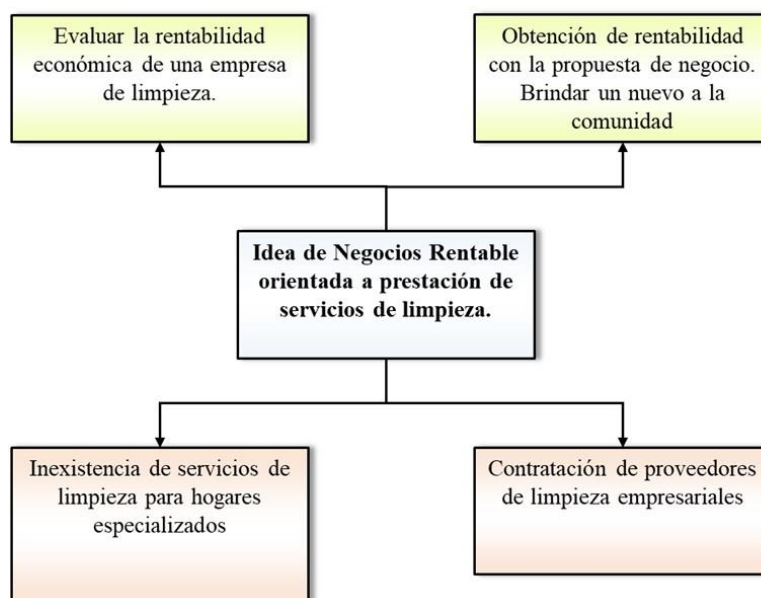 Evaluar la rentabilidad
económica de una empresa
de limpieza.
Obtención de rentabilidad
con la propuesta de negocio.
Brindar un nuevo a la
comunidad
Idea de Negocios Rentable
orientada a prestación de
servicios de limpieza.
Inexistencia de servicios de
limpieza para hogares
especializados
Contratación de proveedores
de limpieza empresariales